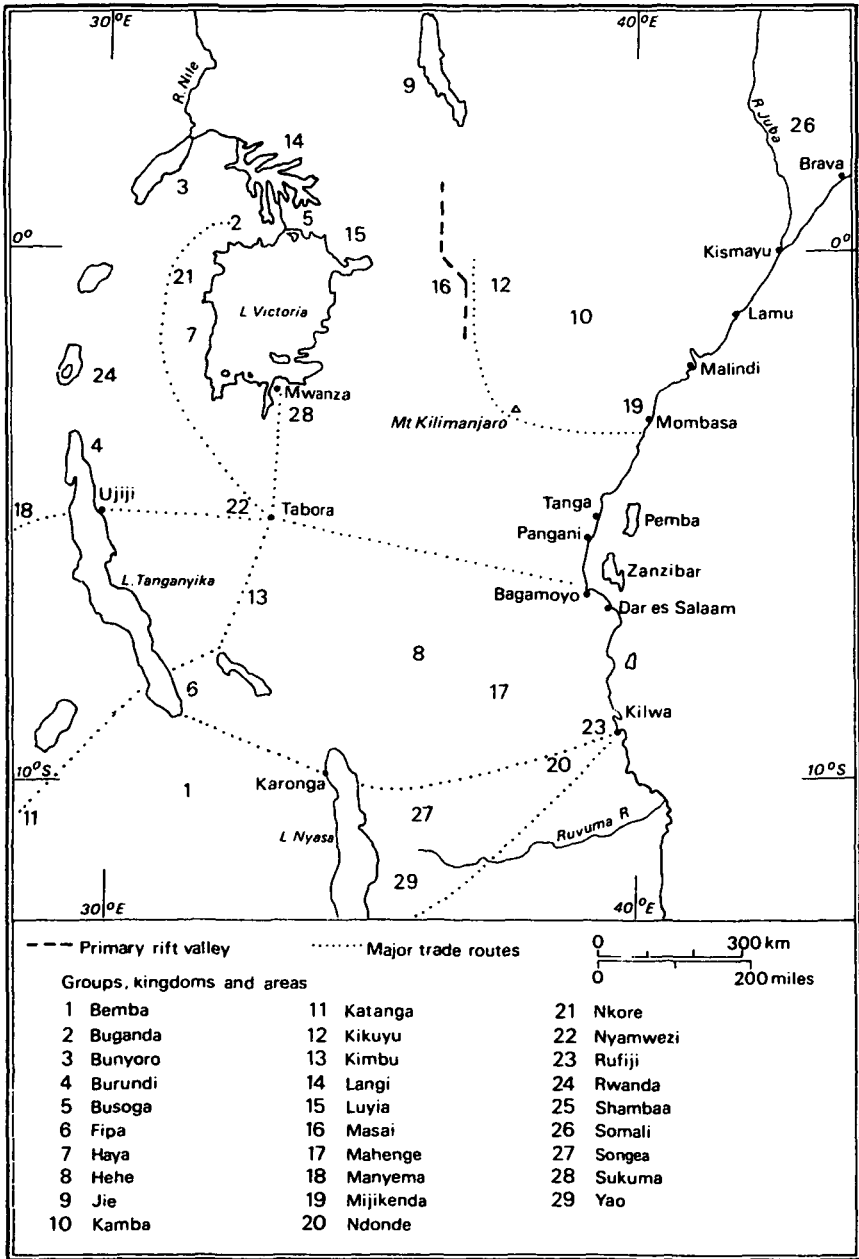 30°E
40°E
R. Nile
9
R Juba
26
14
Brava
3
2
5
15
0°
0°
Kismayu
21
16
12
L Victoria
10
Lamu
7
24
Malindi
Mwanza
28
19
Mt Kilimanjaro
Mombasa
4
Ujiji
18
22
Tabora
Tanga
Pemba
Pangani
L.Tanganyika
Zanzibar
13
Bagamoyo
Dar es Salaam
8
6
17
Kilwa
23
20
10°S
10°S
Karonga
1
11
27
L Nyasa
Ruvuma R
29
30°E
40°E
Primary rift valley
Major trade routes
0 300 km
0 200 miles
Groups, kingdoms and areas
1 Bemba
2 Buganda
3 Bunyoro
4 Burundi
5 Busoga
6 Fipa
7 Haya
8 Hehe
9 Jie
10 Kamba
11 Katanga
12 Kikuyu
13 Kimbu
14 Langi
15 Luyia
16 Masai
17 Mahenge
18 Manyema
19 Mijikenda
20 Ndonde
21 Nkore
22 Nyamwezi
23 Rufiji
24 Rwanda
25 Shambaa
26 Somali
27 Songea
28 Sukuma
29 Yao